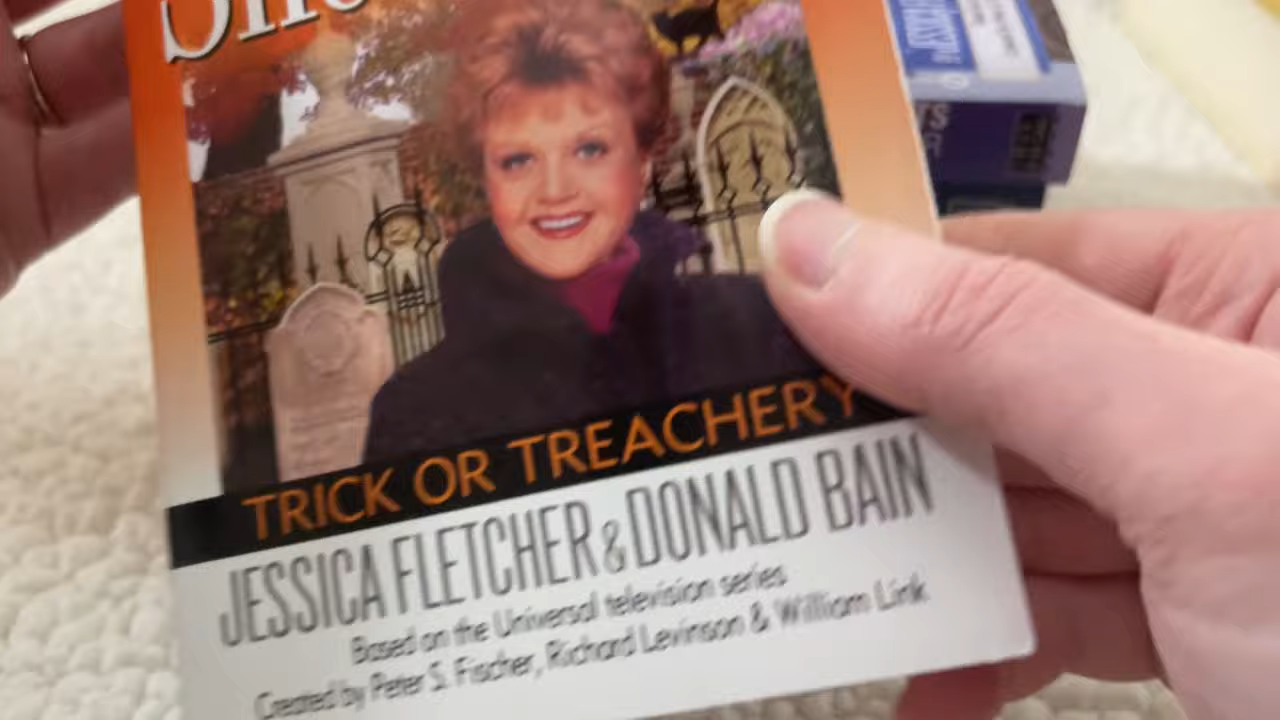 TRICK OR TREACHERY
JESSICA FLETCHER & DONALD BAIN
Based on the Universal television series
Created by Peter S. Fischer, Richard Levinson & William Link